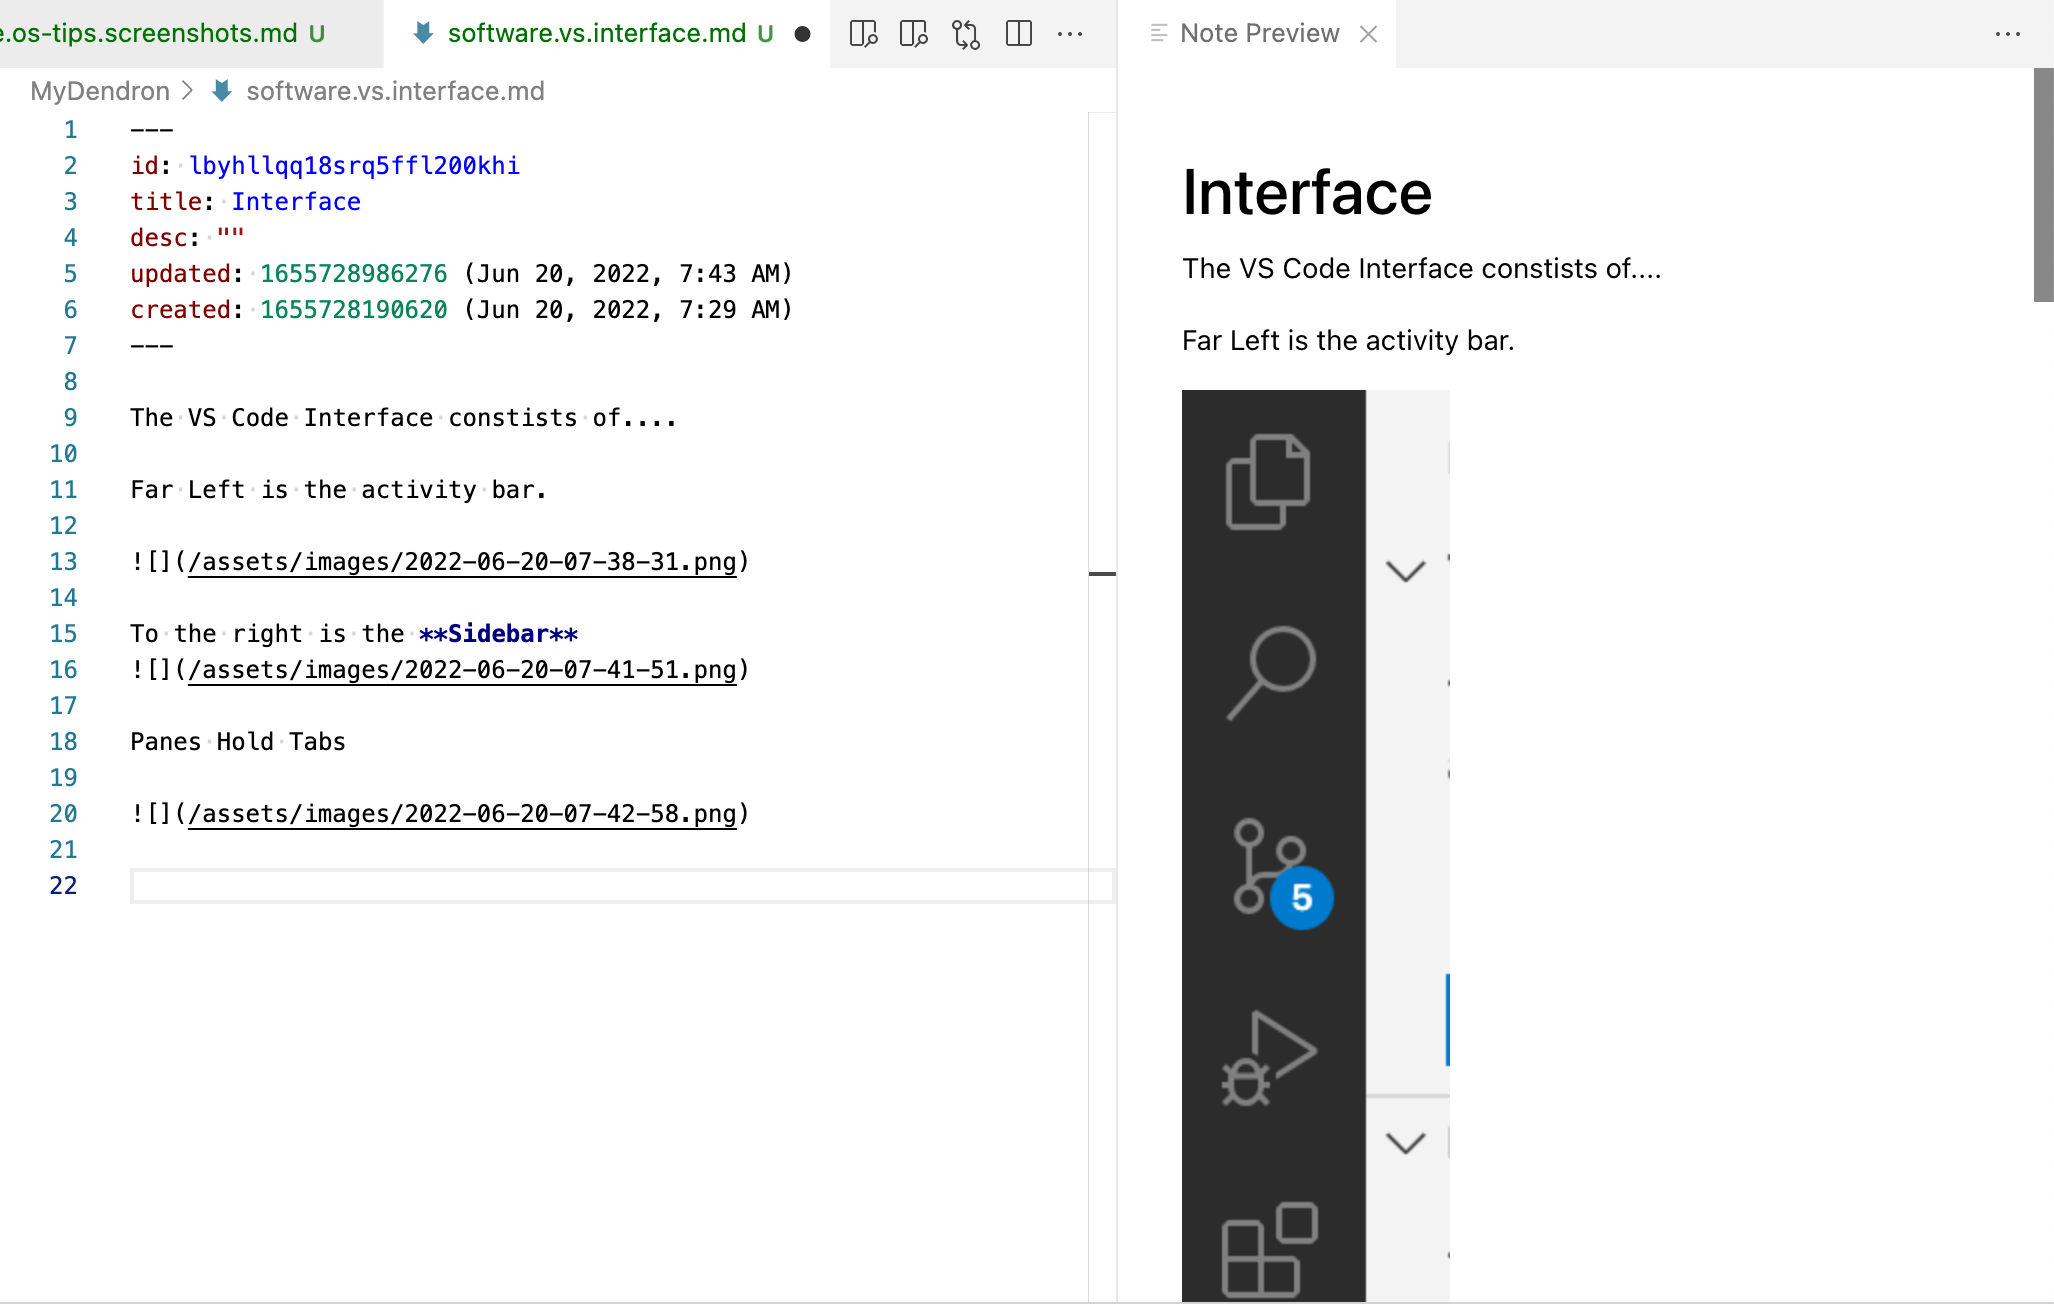 e.os-tips.screenshots.md U
software.vs.interface.md U
Note Preview
MyDendron > software.vs.interface.md
1 ---
2 id: lbyhllqq18srq5ffl200khi
3 title: Interface
4 desc: ""
5 updated: 1655728986276 (Jun 20, 2022, 7:43 AM)
6 created: 1655728190620 (Jun 20, 2022, 7:29 AM)
7 ---
8
9 The VS Code Interface constists of....
10
11 Far Left is the activity bar.
12
13 ![](/assets/images/2022-06-20-07-38-31.png)
14
15 To the right is the **Sidebar**
16 ![](/assets/images/2022-06-20-07-41-51.png)
17
18 Panes Hold Tabs
19
20 ![](/assets/images/2022-06-20-07-42-58.png)
21
22
Interface
The VS Code Interface constists of....
Far Left is the activity bar.
5